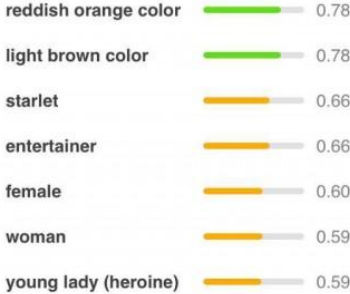 reddish orange color 0.78
light brown color 0.78
starlet 0.66
entertainer 0.66
female 0.60
woman 0.59
young lady (heroine) 0.59